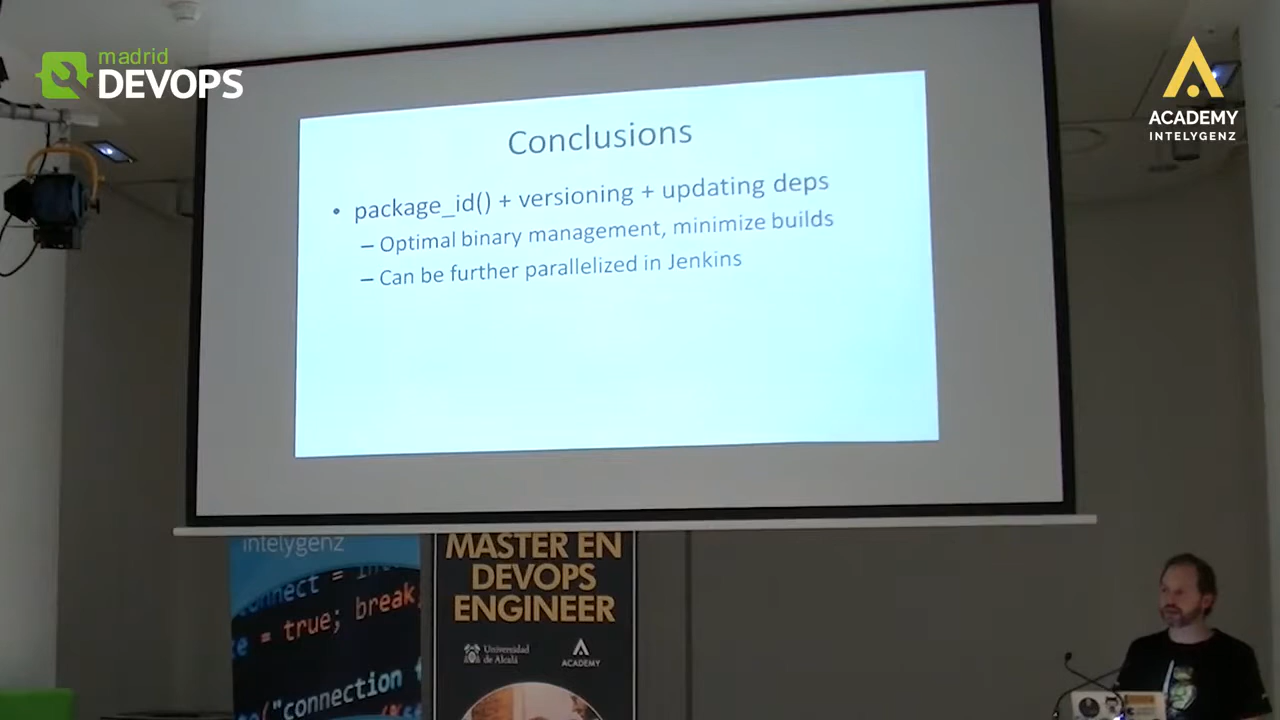 madrid
DEVOPS
ACADEMY
INTELYGENZ
Conclusions
• package_id() + versioning + updating deps
– Optimal binary management, minimize builds
– Can be further parallelized in Jenkins
intelygenz
connect =
= true; break;
("connection
MASTER EN
DEVOPS
ENGINEER
Universidad
de Alcalá
ACADEMY